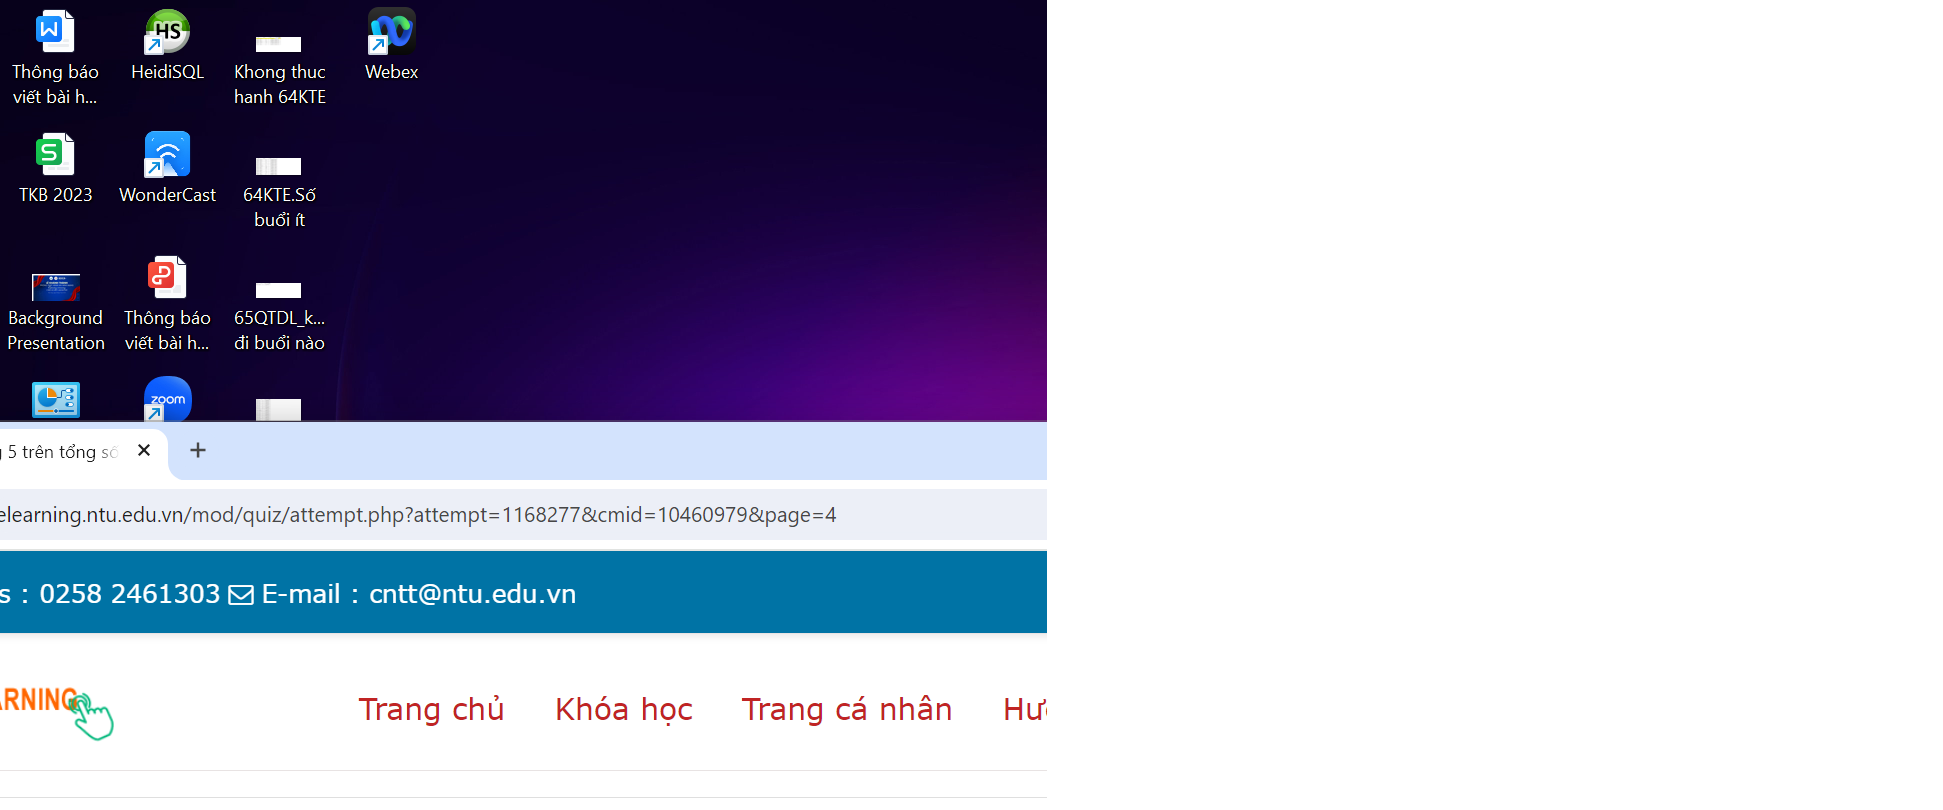 Thông báo
viết bài h...
HeidiSQL
Khong thuc
hanh 64KTE
Webex
TKB 2023
WonderCast
64KTE.Số
buổi ít
Background
Presentation
Thông báo
viết bài h...
65QTDL_k...
đi buổi nào
zoom
5 trên tổng số
elearning.ntu.edu.vn/mod/quiz/attempt.php?attempt=1168277&cmid=10460979&page=4
s : 0258 2461303 E-mail : cntt@ntu.edu.vn
ARNING
Trang chủ Khóa học Trang cá nhân Hướ